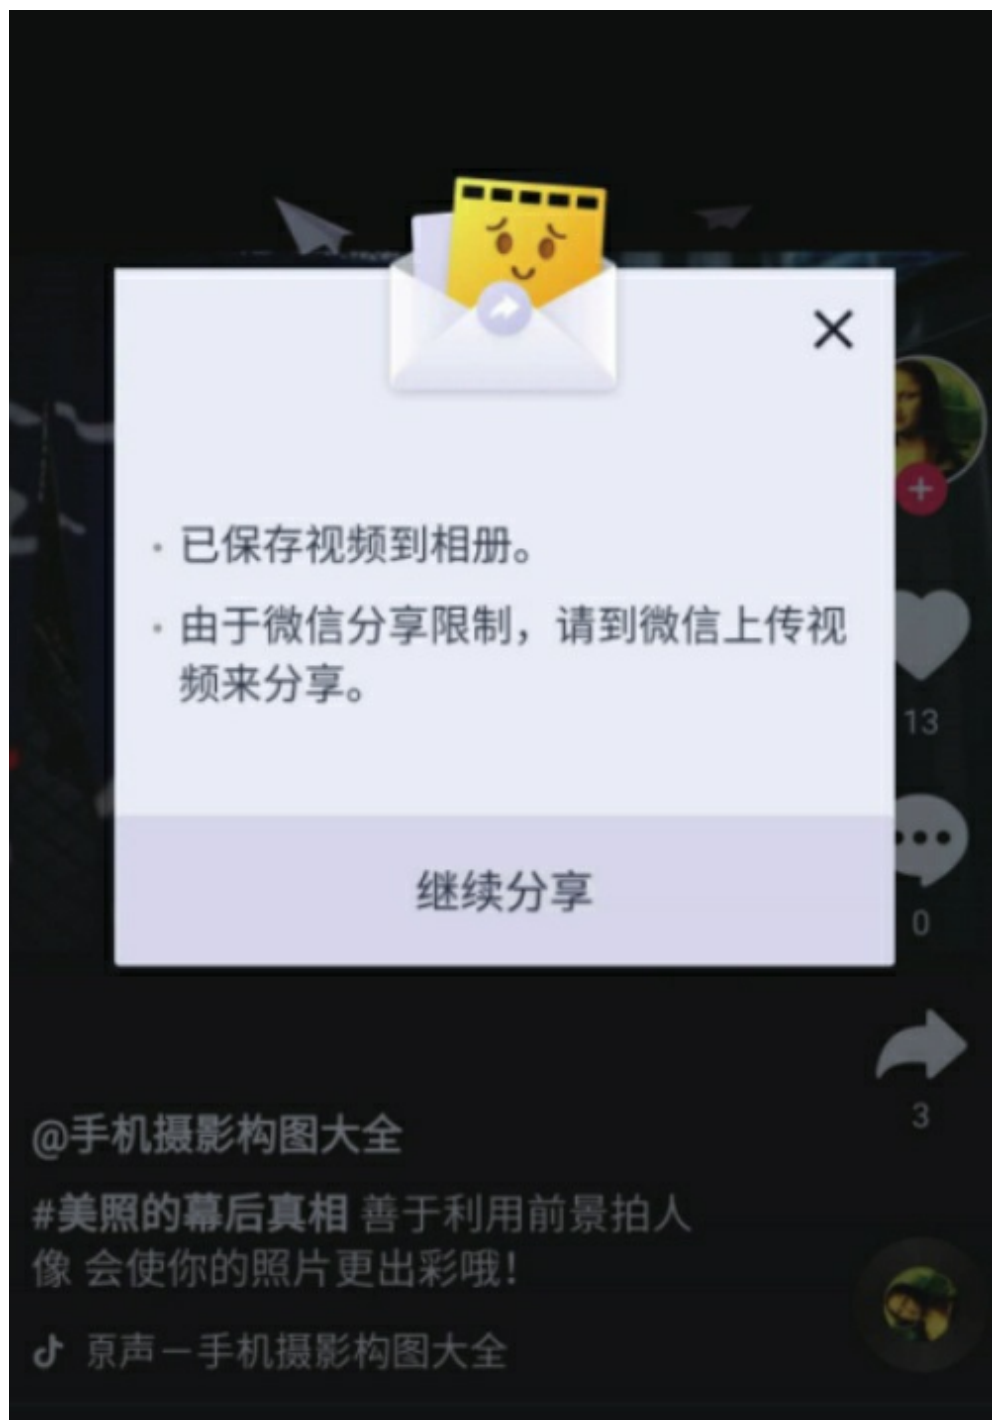 已保存视频到相册。
由于微信分享限制，请到微信上传视
频来分享。
继续分享
13
0
3
@手机摄影构图大全
#美照的幕后真相 善于利用前景拍人
像 会使你的照片更出彩哦！
原声一手机摄影构图大全